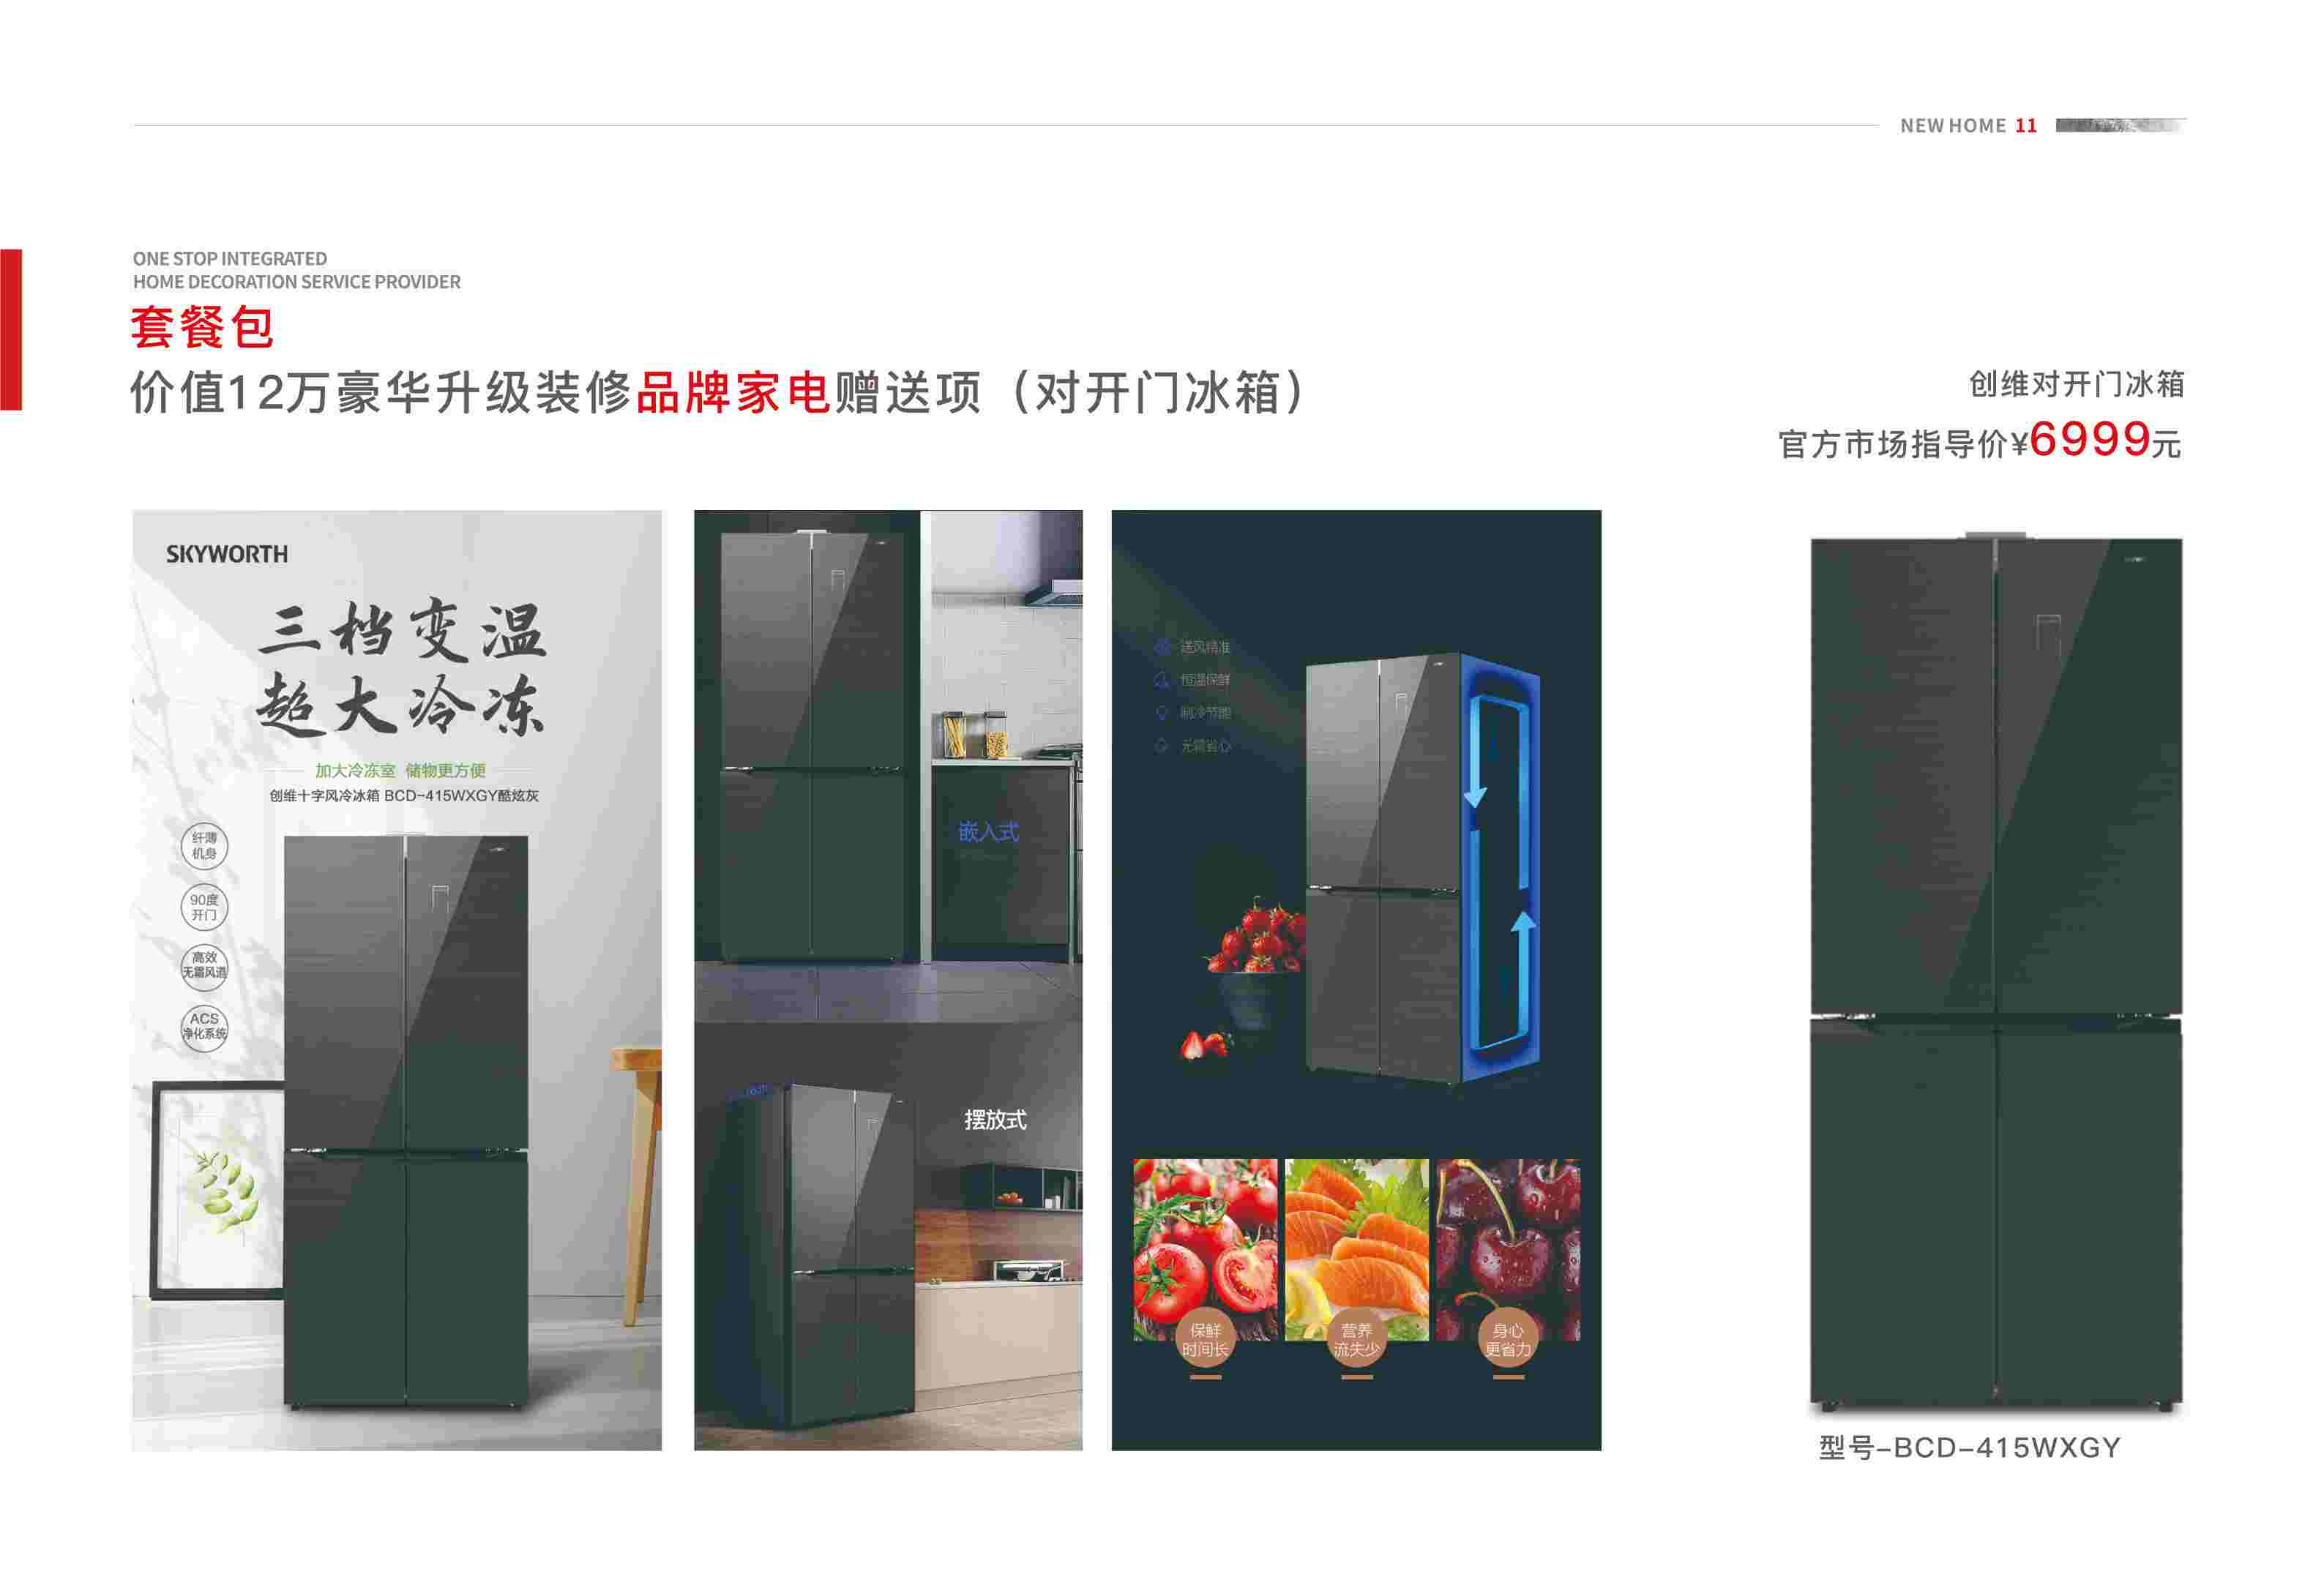 NEW HOME 11
ONE STOP INTEGRATED
HOME DECORATION SERVICE PROVIDER
套餐包
价值12万豪华升级装修品牌家电赠送项（对开门冰箱）
创维对开门冰箱
官方市场指导价¥6999元
SKYWORTH
三档变温
超大冷冻
加大冷冻室 储物更方便
创维十字风冷冰箱 BCD-415WXGY酷炫灰
纤薄
机身
90度
开门
高效
无霜风道
ACS
净化系统
嵌入式
摆放式
送风精准
恒温保鲜
制冷节能
无霜省心
保鲜
时间长
营养
流失少
身心
更省力
型号-BCD-415WXGY